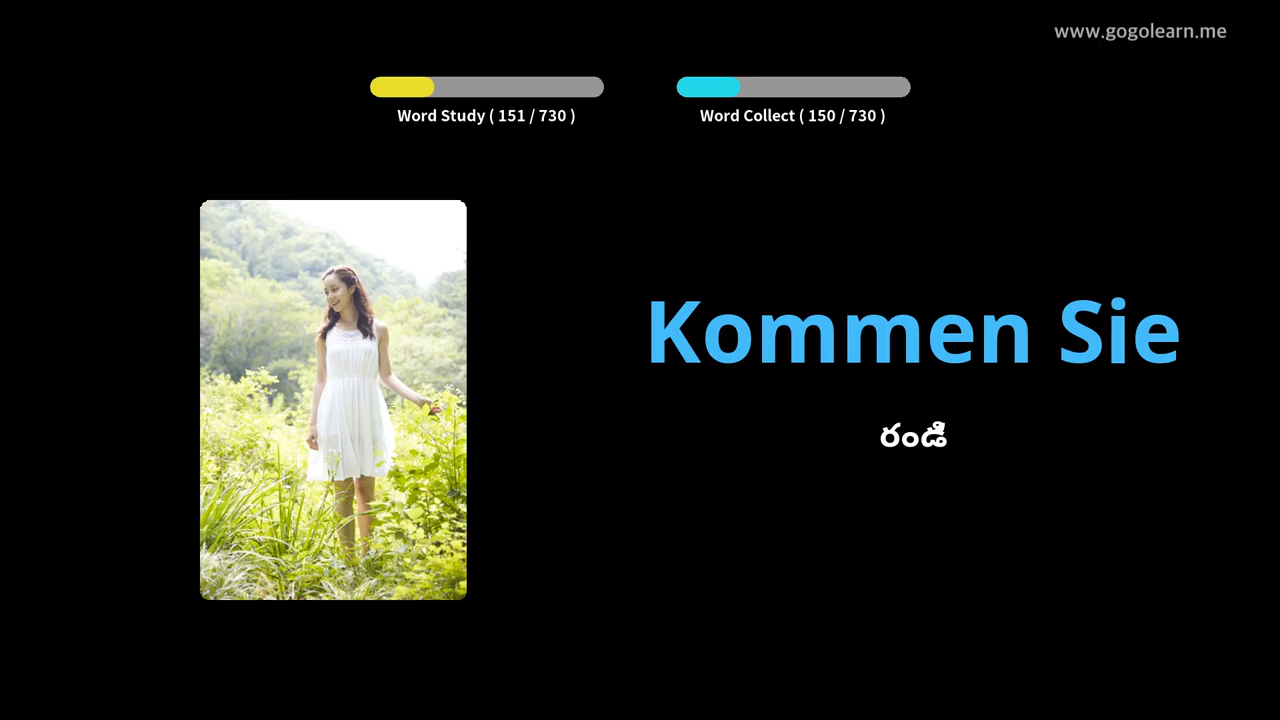 www.gogolearn.me
Word Study ( 151 / 730 )
Word Collect ( 150 / 730 )
Kommen Sie
రండి